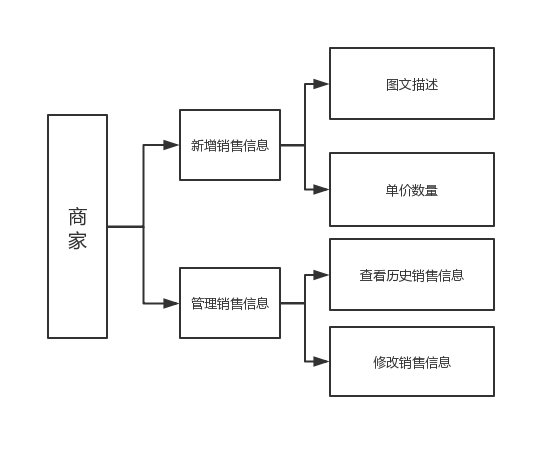 商
家
新增销售信息
管理销售信息
图文描述
单价数量
查看历史销售信息
修改销售信息